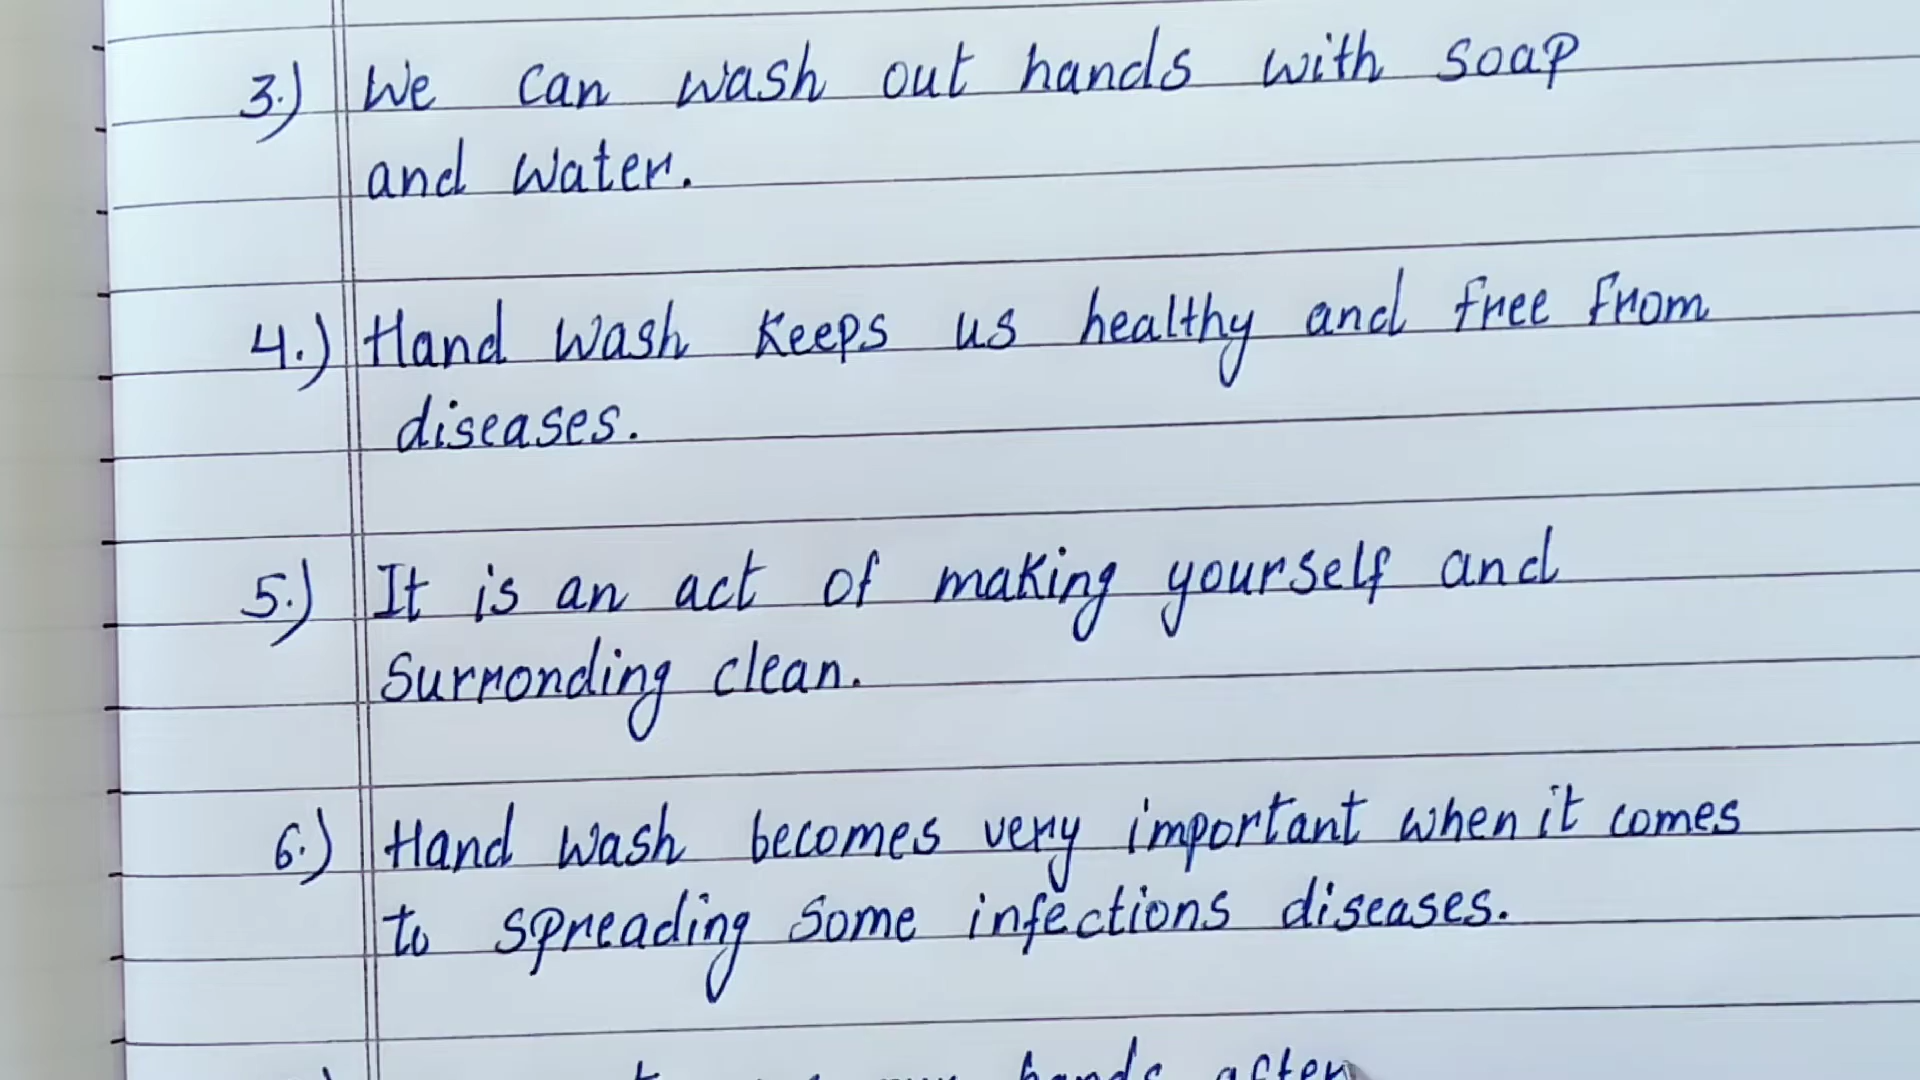 3.) We can wash out hands with soap
and water.
4.) Hand wash keeps us healthy and free from
diseases.
5.) It is an act of making yourself and
Surronding clean.
6.) Hand wash becomes very important when it comes
to spreading some infections diseases.
hands after